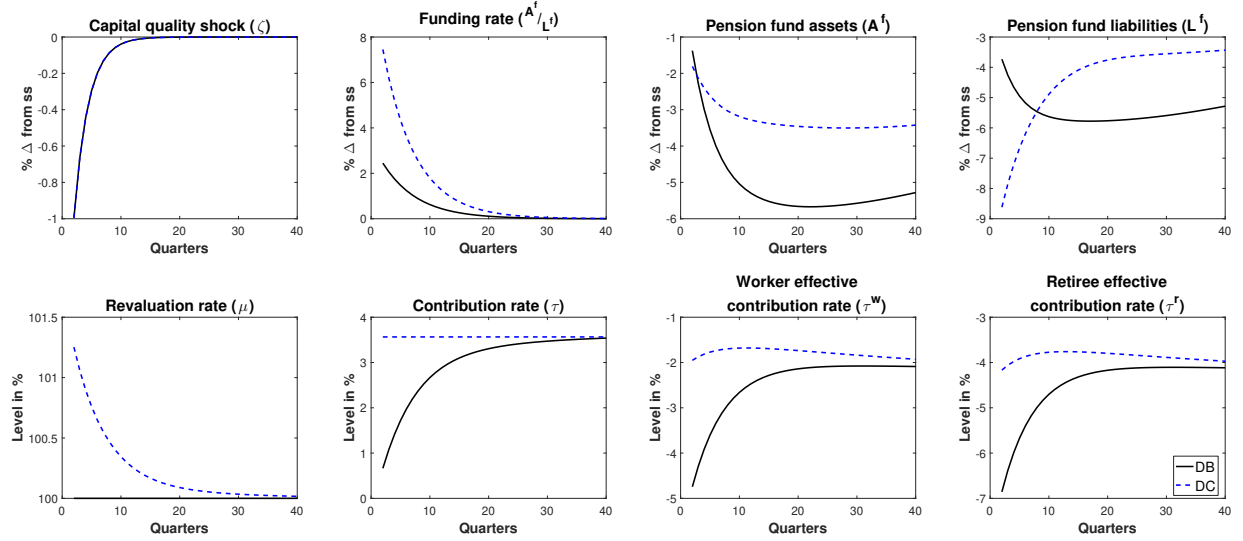 Capital quality shock (ζ)
% Δ from ss
0
-0.2
-0.4
-0.6
-0.8
-1
0 10 20 30 40
Quarters
Funding rate (A^f/L^f)
% Δ from ss
8
6
4
2
0
0 10 20 30 40
Quarters
Pension fund assets (A^f)
% Δ from ss
-1
-2
-3
-4
-5
-6
0 10 20 30 40
Quarters
Pension fund liabilities (L^f)
% Δ from ss
-3
-4
-5
-6
-7
-8
-9
0 10 20 30 40
Quarters
Revaluation rate (μ)
Level in %
101.5
101
100.5
100
0 10 20 30 40
Quarters
Contribution rate (τ)
Level in %
4
3
2
1
0
0 10 20 30 40
Quarters
Worker effective
contribution rate (τ^w)
Level in %
-1
-2
-3
-4
-5
0 10 20 30 40
Quarters
Retiree effective
contribution rate (τ^r)
Level in %
-3
-4
-5
-6
-7
0 10 20 30 40
Quarters
DB
DC